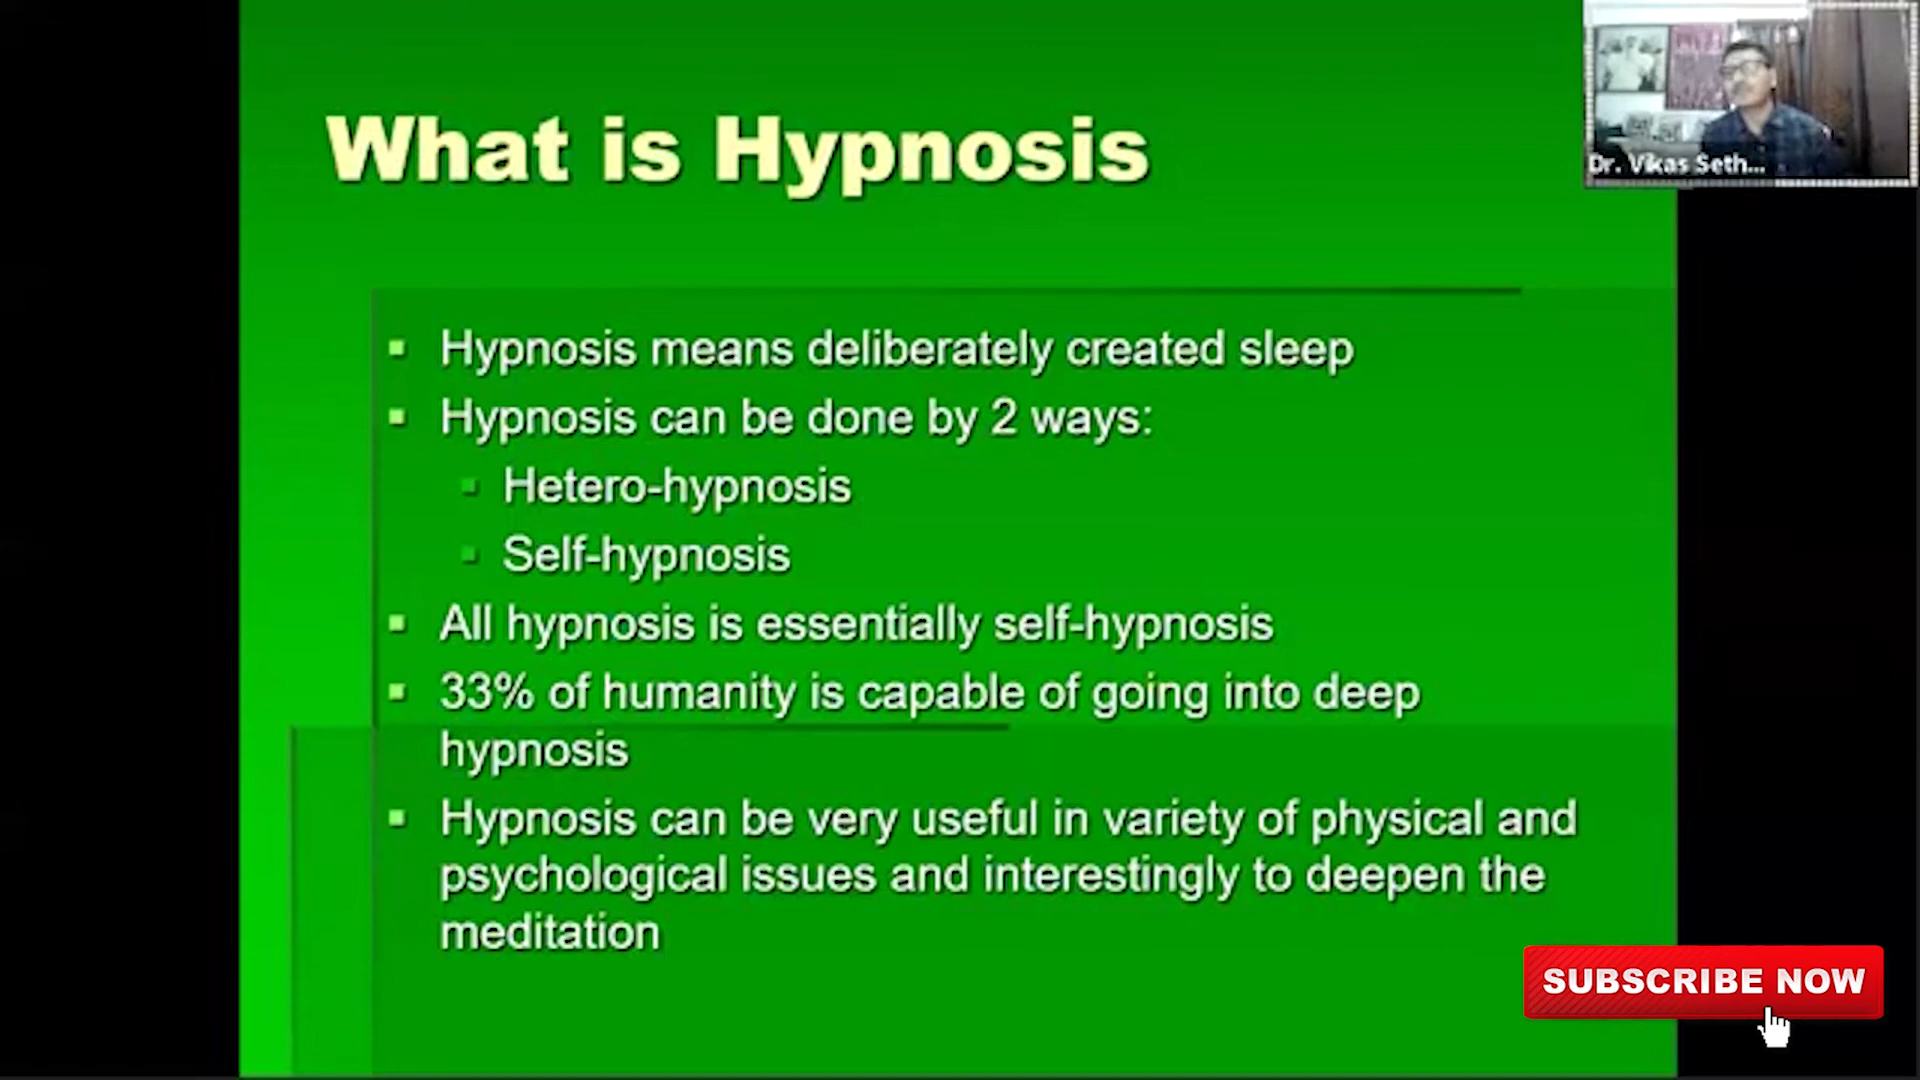 What is Hypnosis
Dr. Vikas Seth...
Hypnosis means deliberately created sleep
Hypnosis can be done by 2 ways:
Hetero-hypnosis
Self-hypnosis
All hypnosis is essentially self-hypnosis
33% of humanity is capable of going into deep
hypnosis
Hypnosis can be very useful in variety of physical and
psychological issues and interestingly to deepen the
meditation
SUBSCRIBE NOW